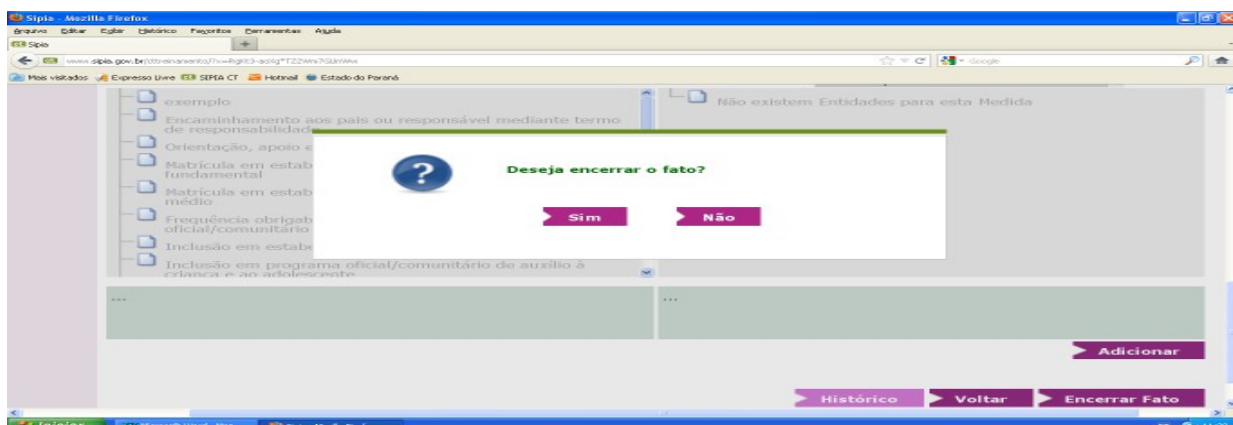 Sipia - Mozilla Firefox
Arquivo Editar Exibir Histórico Favoritos Ferramentas Ajuda
Sipia
Google
Mais visitados Expresso Livre SIPIA CT Hotmail Estado do Paraná
exemplo
Encaminhamento aos pais ou responsável mediante termo
de responsabilidade
Orientação, apoio e
Matrícula em estab
fundamental
Matrícula em estab
médio
Frequência obrigat
oficial/comunitário
Inclusão em estabe
Inclusão em programa oficial/comunitário de auxílio à
criança e ao adolescente
Não existem Entidades para esta Medida
Deseja encerrar o fato?
Sim Não
... ...
Adicionar
Histórico Voltar Encerrar Fato